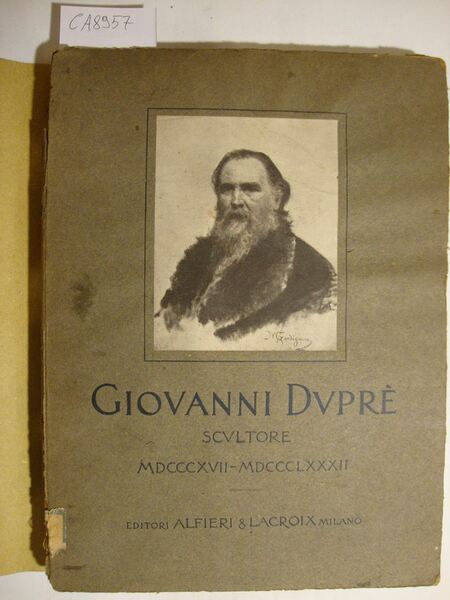 CA8957
GIOVANNI DVPRÈ
SCVLTORE
MDCCCXVII-MDCCCLXXXII
EDITORI ALFIERI & LACROIX MILANO